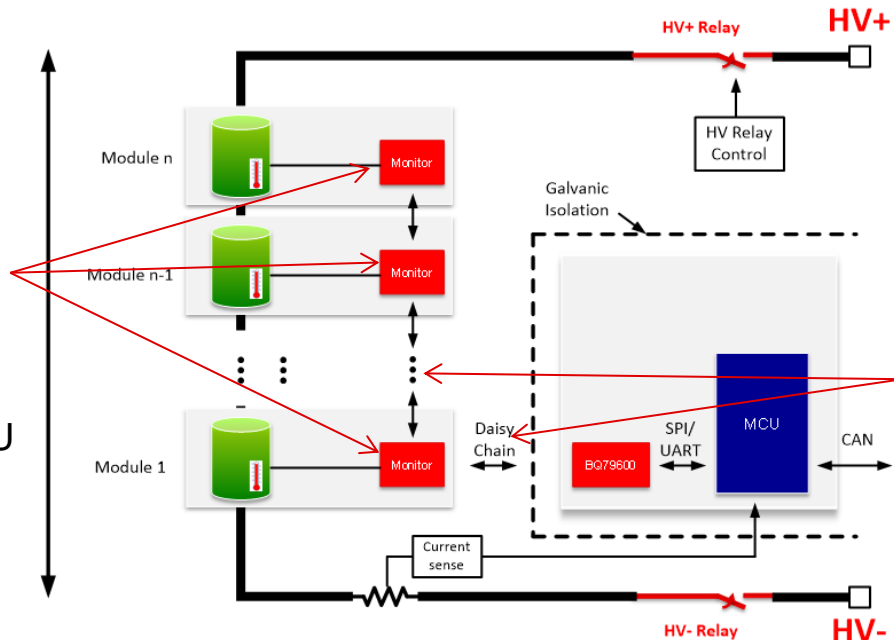 HV+
HV+ Relay
HV Relay
Control
Module n
Monitor
Galvanic
Isolation
Module n-1
Monitor
U
Module 1
Monitor
Daisy
Chain
BQ79600
SPI/
UART
MCU
CAN
Current
sense
HV- Relay
HV-